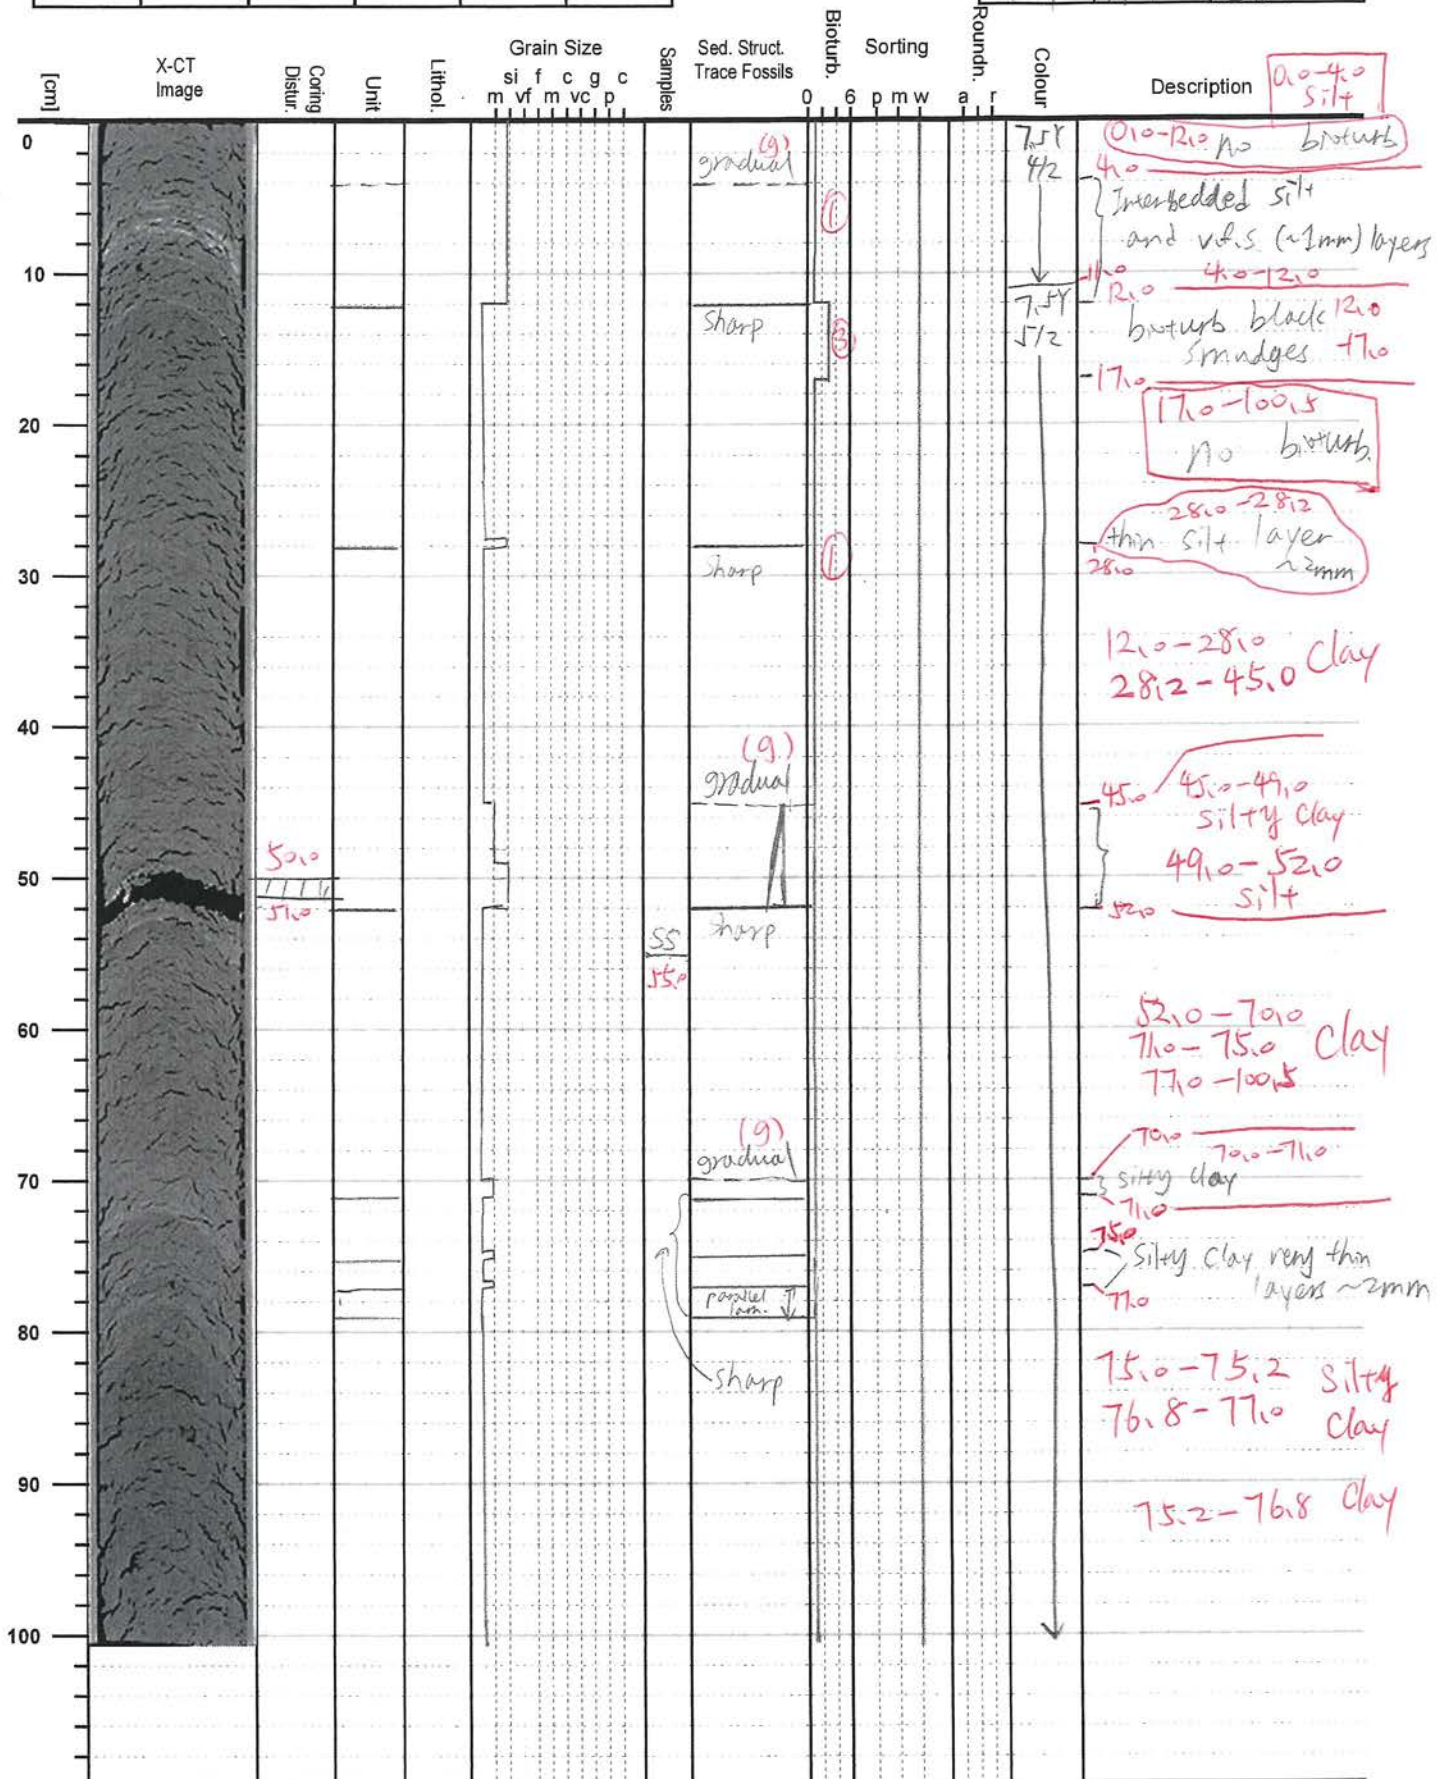 [cm]
X-CT
Image
Coring
Distur.
Unit
Lithol.
Grain Size
si f c g c
m vf m vc p
Samples
Sed. Struct.
Trace Fossils
Bioturb.
0 6
Sorting
p m w
Roundn.
a r
Colour
Description
0.0-4.0
silt
0
10
20
30
40
50
60
70
80
90
100
50.0
51.0
SS
55.0
(g)
gradual
sharp
sharp
(g)
gradual
sharp
(g)
gradual
parallel
lam.
sharp
1
3
1
7.5Y
4/2
7.5Y
5/2
0.0-12.0 no bioturb
4.0
Interbedded silt
and v.f.s (~1mm) layers
11.0 4.0-12.0
12.0
bioturb black 12.0
smudges 17.0
17.0
17.0-100.5
no bioturb.
28.0-28.2
thin silt layer
~2mm
28.0
12.0-28.0 Clay
28.2-45.0
45.0 45.0-49.0
silty clay
49.0-52.0
silt
52.0
52.0-70.0
71.0-75.0 Clay
77.0-100.5
70.0
70.0-71.0
silty clay
71.0
75.0
Silty clay very thin
layers ~2mm
77.0
75.0-75.2 Silty
76.8-77.0 Clay
75.2-76.8 Clay